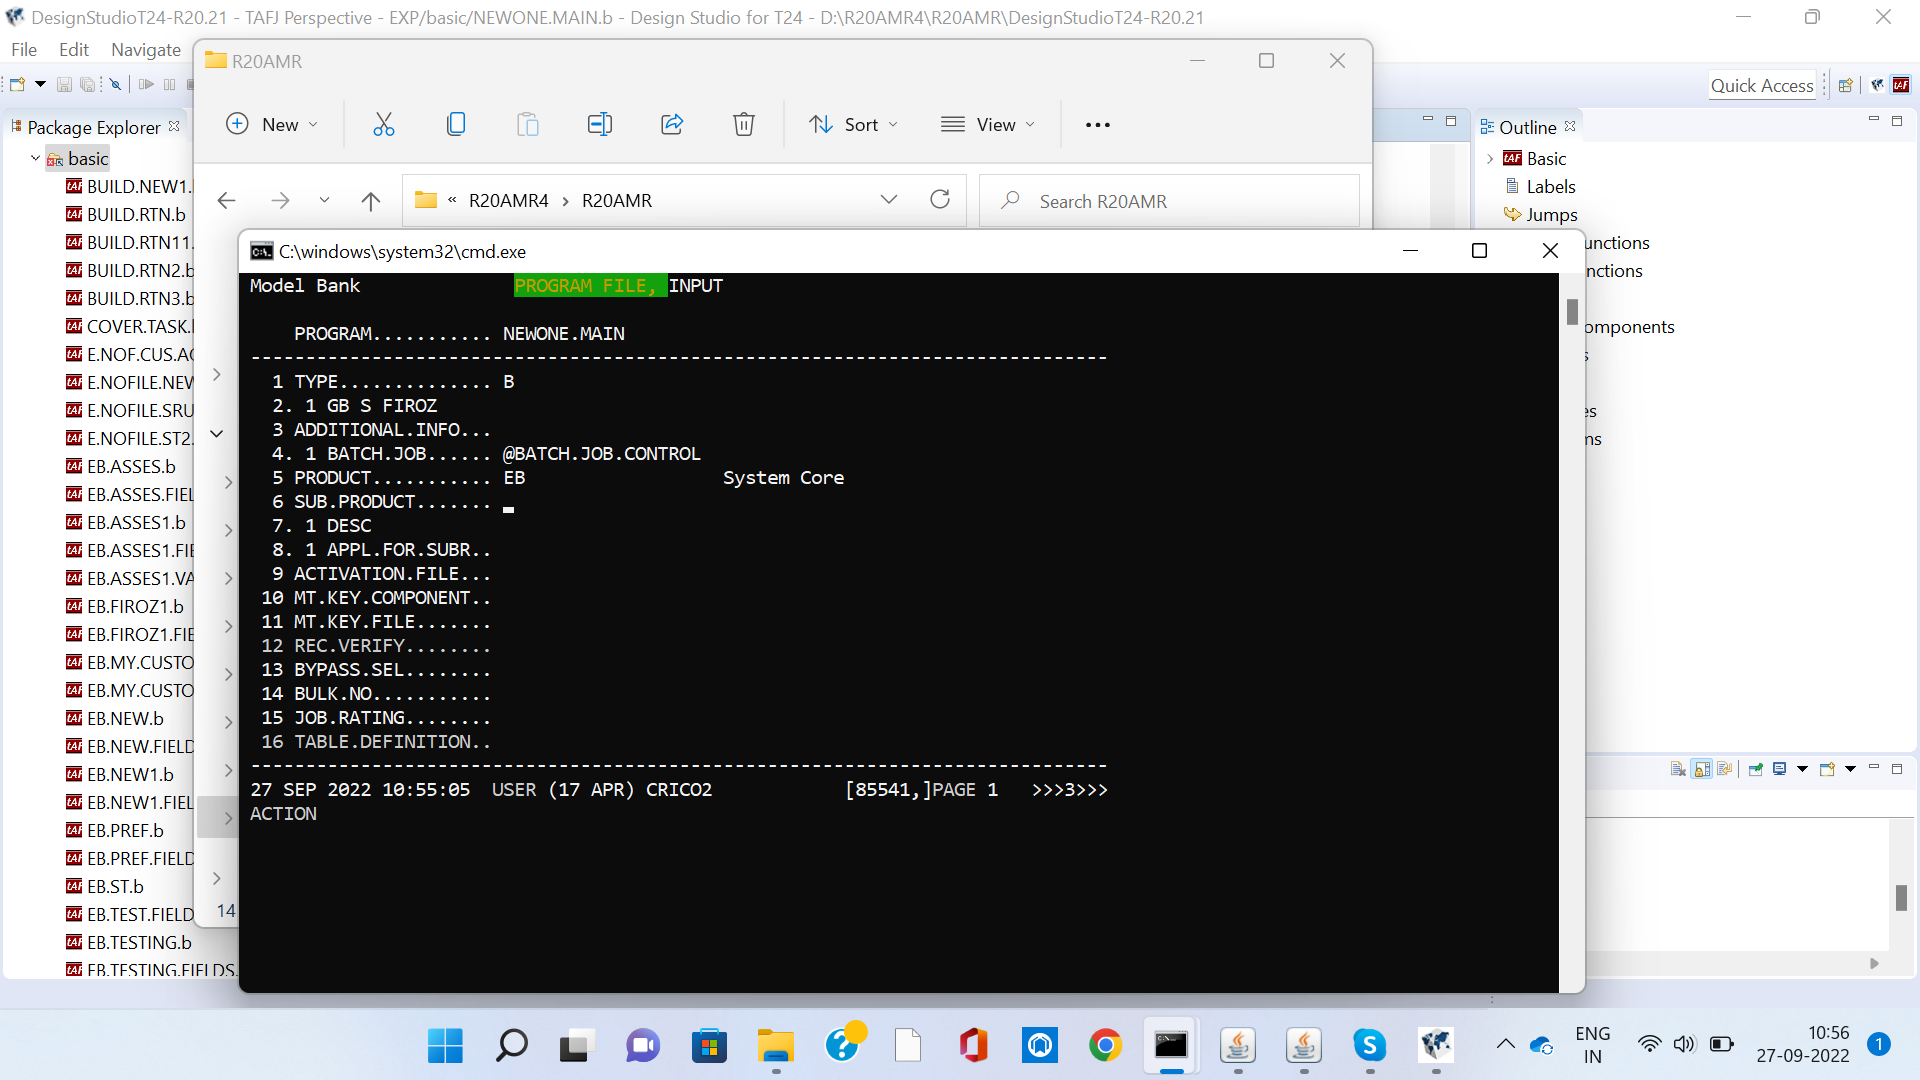 DesignStudioT24-R20.21 - TAFJ Perspective - EXP/basic/NEWONE.MAIN.b - Design Studio for T24 - D:\R20AMR4\R20AMR\DesignStudioT24-R20.21
File Edit Navigate
Quick Access
Package Explorer
basic
BUILD.NEW1.
BUILD.RTN.b
BUILD.RTN11.
BUILD.RTN2.b
BUILD.RTN3.b
COVER.TASK.
E.NOF.CUS.AC
E.NOFILE.NEW
E.NOFILE.SRU
E.NOFILE.ST2.
EB.ASSES.b
EB.ASSES.FIEL
EB.ASSES1.b
EB.ASSES1.FIE
EB.ASSES1.VA
EB.FIROZ1.b
EB.FIROZ1.FIE
EB.MY.CUSTO
EB.MY.CUSTO
EB.NEW.b
EB.NEW.FIELD
EB.NEW1.b
EB.NEW1.FIEL
EB.PREF.b
EB.PREF.FIELD
EB.ST.b
EB.TEST.FIELD
EB.TESTING.b
EB.TESTING.FIELDS.
R20AMR
New Sort View
« R20AMR4 > R20AMR
Search R20AMR
14
C:\windows\system32\cmd.exe
Model Bank PROGRAM FILE, INPUT
PROGRAM........... NEWONE.MAIN
------------------------------------------------------------------------------
1 TYPE.............. B
2. 1 GB S FIROZ
3 ADDITIONAL.INFO...
4. 1 BATCH.JOB...... @BATCH.JOB.CONTROL
5 PRODUCT........... EB System Core
6 SUB.PRODUCT.......
7. 1 DESC
8. 1 APPL.FOR.SUBR..
9 ACTIVATION.FILE...
10 MT.KEY.COMPONENT..
11 MT.KEY.FILE.......
12 REC.VERIFY........
13 BYPASS.SEL........
14 BULK.NO...........
15 JOB.RATING........
16 TABLE.DEFINITION..
------------------------------------------------------------------------------
27 SEP 2022 10:55:05 USER (17 APR) CRICO2 [85541,]PAGE 1 >>>3>>>
ACTION
Outline
Basic
Labels
Jumps
unctions
nctions
omponents
s
es
ns
ENG
IN
10:56
27-09-2022
1